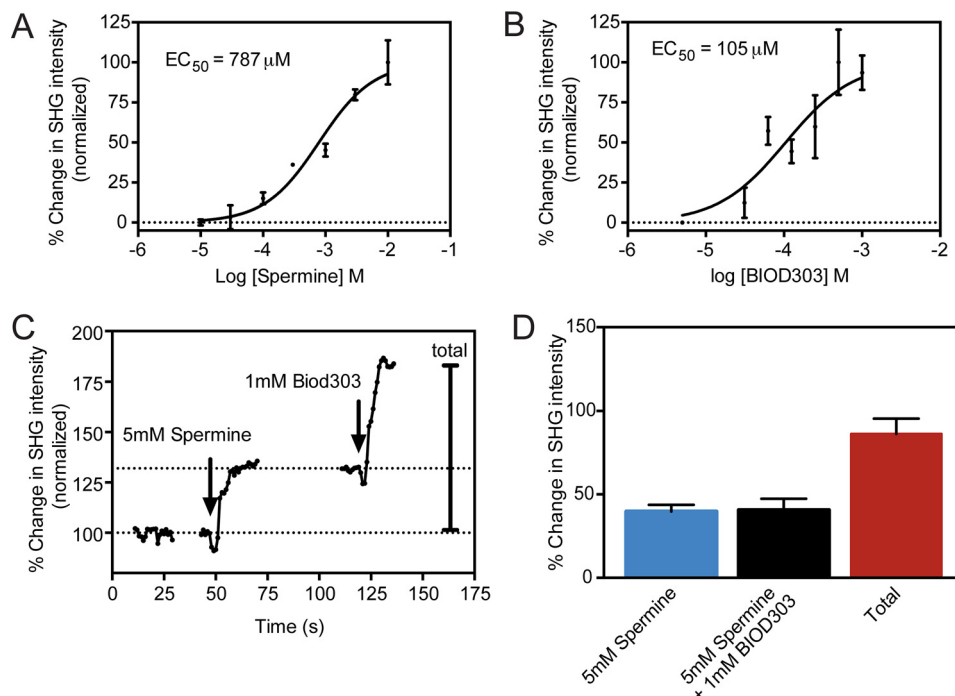 A
% Change in SHG intensity
(normalized)
125
100
75
50
25
0
EC50 = 787 µM
-6
-5
-4
-3
-2
-1
Log [Spermine] M
B
% Change in SHG intensity
(normalized)
125
100
75
50
25
0
EC50 = 105 µM
-6
-5
-4
-3
-2
log [BIOD303] M
C
% Change in SHG intensity
(normalized)
200
175
150
125
100
total
1mM Biod303
5mM Spermine
0
25
50
75
100
125
150
175
Time (s)
D
% Change in SHG intensity
150
100
50
0
5mM Spermine
5mM Spermine
+ 1mM BIOD303
Total